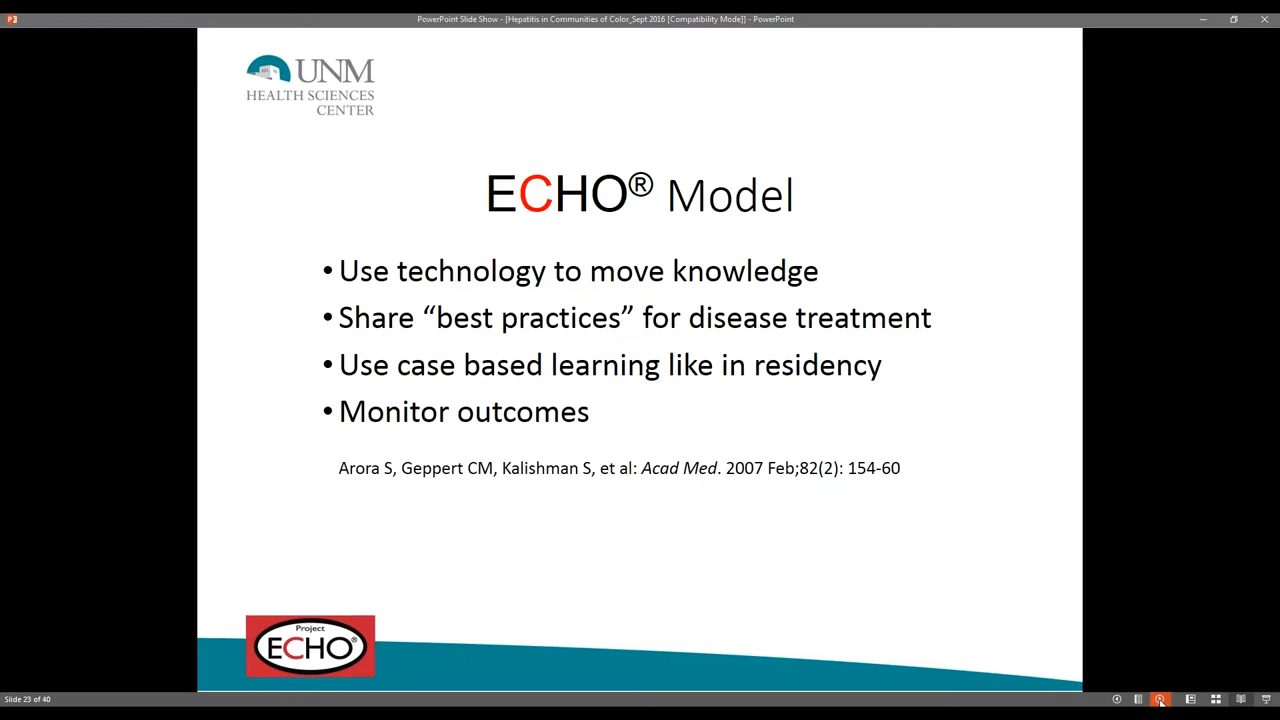 PowerPoint Slide Show - [Hepatitis in Communities of Color_Sept 2016 [Compatibility Mode]] - PowerPoint
UNM
HEALTH SCIENCES
CENTER
ECHO® Model
• Use technology to move knowledge
• Share “best practices” for disease treatment
• Use case based learning like in residency
• Monitor outcomes
Arora S, Geppert CM, Kalishman S, et al: Acad Med. 2007 Feb;82(2): 154-60
Project
ECHO®
Slide 23 of 40